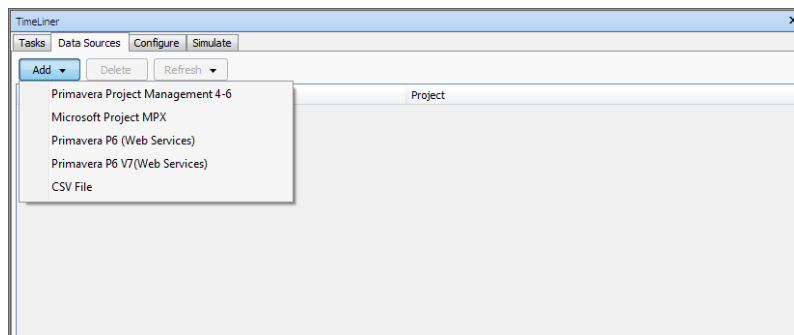 TimeLiner
Tasks Data Sources Configure Simulate
Add Delete Refresh
Project
Primavera Project Management 4-6
Microsoft Project MPX
Primavera P6 (Web Services)
Primavera P6 V7(Web Services)
CSV File